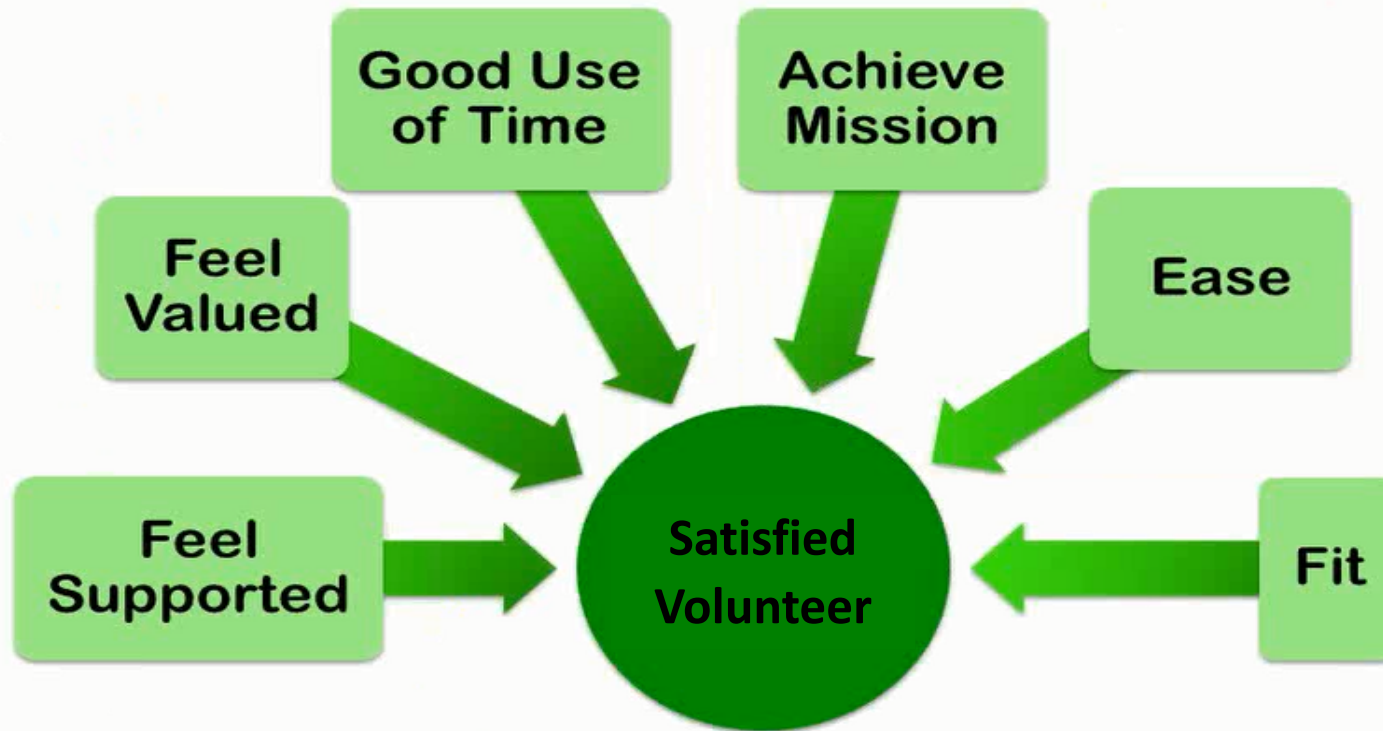 Good Use
of Time
Achieve
Mission
Feel
Valued
Ease
Feel
Supported
Satisfied
Volunteer
Fit